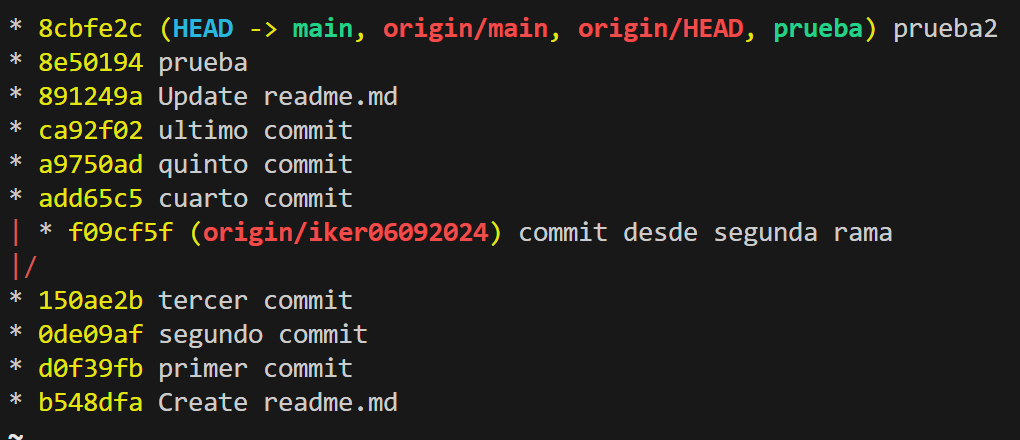 * 8cbfe2c (HEAD -> main, origin/main, origin/HEAD, prueba) prueba2
* 8e50194 prueba
* 891249a Update readme.md
* ca92f02 ultimo commit
* a9750ad quinto commit
* add65c5 cuarto commit
| * f09cf5f (origin/iker06092024) commit desde segunda rama
|/
* 150ae2b tercer commit
* 0de09af segundo commit
* d0f39fb primer commit
* b548dfa Create readme.md
~